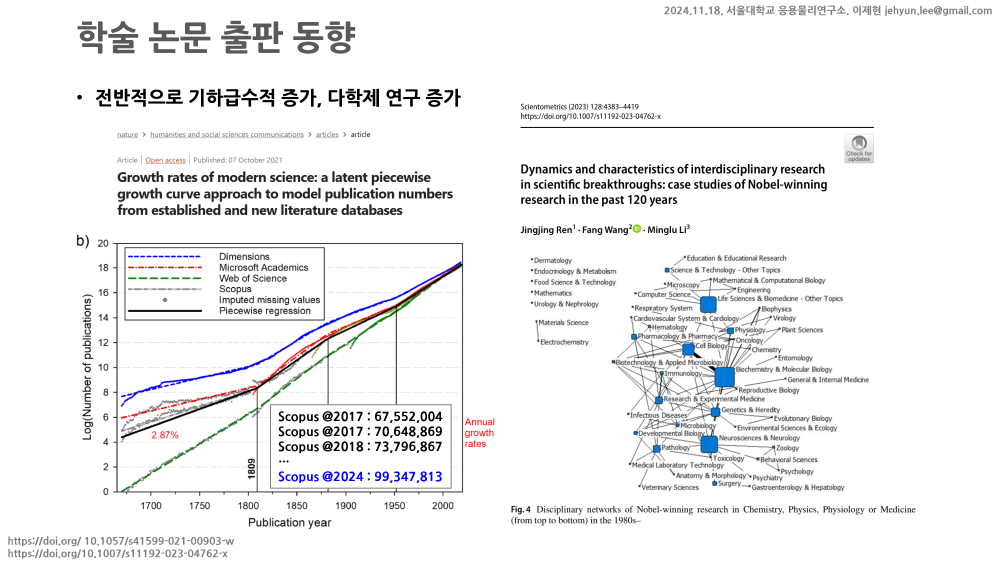 2024.11.18. 서울대학교 응용물리연구소. 이제현 jehyun.lee@gmail.com
학술 논문 출판 동향
• 전반적으로 기하급수적 증가, 다학제 연구 증가
nature > humanities and social sciences communications > articles > article
Article | Open access | Published: 07 October 2021
Growth rates of modern science: a latent piecewise
growth curve approach to model publication numbers
from established and new literature databases
b)
Log(Number of publications)
20
18
16
14
12
10
8
6
4
2
0
Dimensions
Microsoft Academics
Web of Science
Scopus
Imputed missing values
Piecewise regression
2.87%
1809
Scopus @2017 : 67,552,004
Scopus @2017 : 70,648,869
Scopus @2018 : 73,796,867
...
Scopus @2024 : 99,347,813
Annual
growth
rates
1700 1750 1800 1850 1900 1950 2000
Publication year
Scientometrics (2023) 128:4383–4419
https://doi.org/10.1007/s11192-023-04762-x
Check for
updates
Dynamics and characteristics of interdisciplinary research
in scientific breakthroughs: case studies of Nobel-winning
research in the past 120 years
Jingjing Ren1 · Fang Wang2 · Minglu Li3
Dermatology
Endocrinology & Metabolism
Food Science & Technology
Mathematics
Urology & Nephrology
Materials Science
Electrochemistry
Education & Educational Research
Science & Technology - Other Topics
Mathematical & Computational Biology
Microscopy
Engineering
Computer Science
Life Sciences & Biomedicine - Other Topics
Respiratory System
Biophysics
Cardiovascular System & Cardiology
Virology
Hematology
Physiology
Plant Sciences
Pharmacology & Pharmacy
Oncology
Cell Biology
Chemistry
Entomology
Biotechnology & Applied Microbiology
Biochemistry & Molecular Biology
Immunology
General & Internal Medicine
Reproductive Biology
Research & Experimental Medicine
Genetics & Heredity
Infectious Diseases
Evolutionary Biology
Microbiology
Environmental Sciences & Ecology
Developmental Biology
Neurosciences & Neurology
Pathology
Zoology
Toxicology
Behavioral Sciences
Medical Laboratory Technology
Psychology
Anatomy & Morphology
Psychiatry
Surgery
Veterinary Sciences
Gastroenterology & Hepatology
Fig. 4 Disciplinary networks of Nobel-winning research in Chemistry, Physics, Physiology or Medicine
(from top to bottom) in the 1980s–
https://doi.org/ 10.1057/s41599-021-00903-w
https://doi.org/10.1007/s11192-023-04762-x